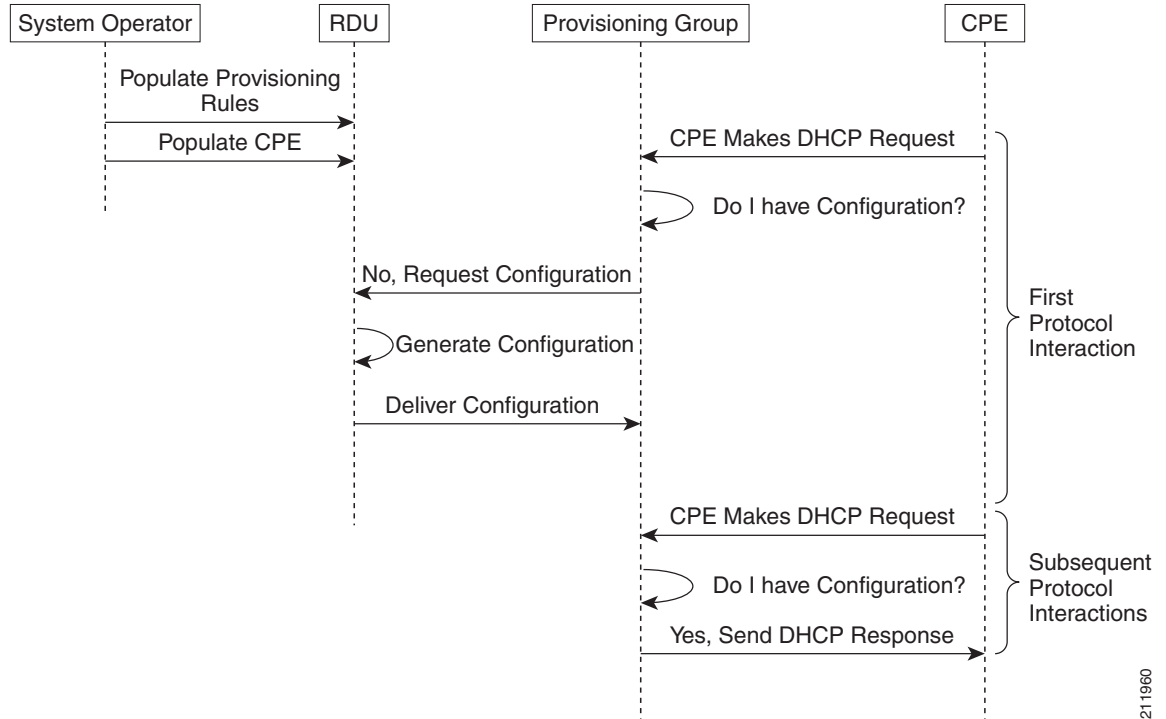 System Operator
RDU
Provisioning Group
CPE
Populate Provisioning
Rules
Populate CPE
CPE Makes DHCP Request
Do I have Configuration?
No, Request Configuration
Generate Configuration
Deliver Configuration
First
Protocol
Interaction
CPE Makes DHCP Request
Do I have Configuration?
Yes, Send DHCP Response
Subsequent
Protocol
Interactions
211960